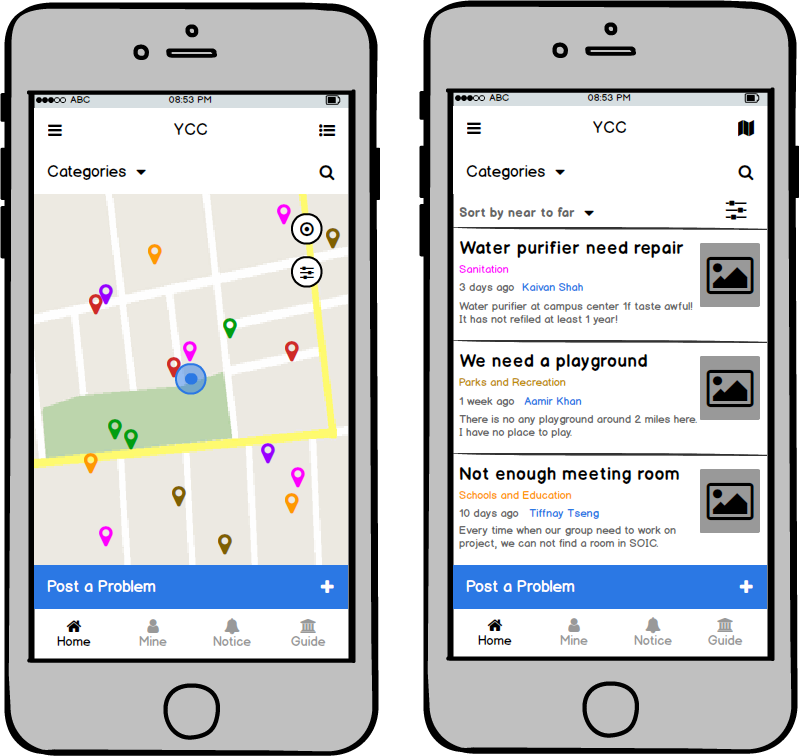 ABC 08:53 PM
YCC
Categories
Post a Problem
Home Mine Notice Guide
ABC 08:53 PM
YCC
Categories
Sort by near to far
Water purifier need repair
Sanitation
3 days ago Kaivan Shah
Water purifier at campus center 1f taste awful!
It has not refiled at least 1 year!
We need a playground
Parks and Recreation
1 week ago Aamir Khan
There is no any playground around 2 miles here.
I have no place to play.
Not enough meeting room
Schools and Education
10 days ago Tiffnay Tseng
Every time when our group need to work on
project, we can not find a room in SOIC.
Post a Problem
Home Mine Notice Guide